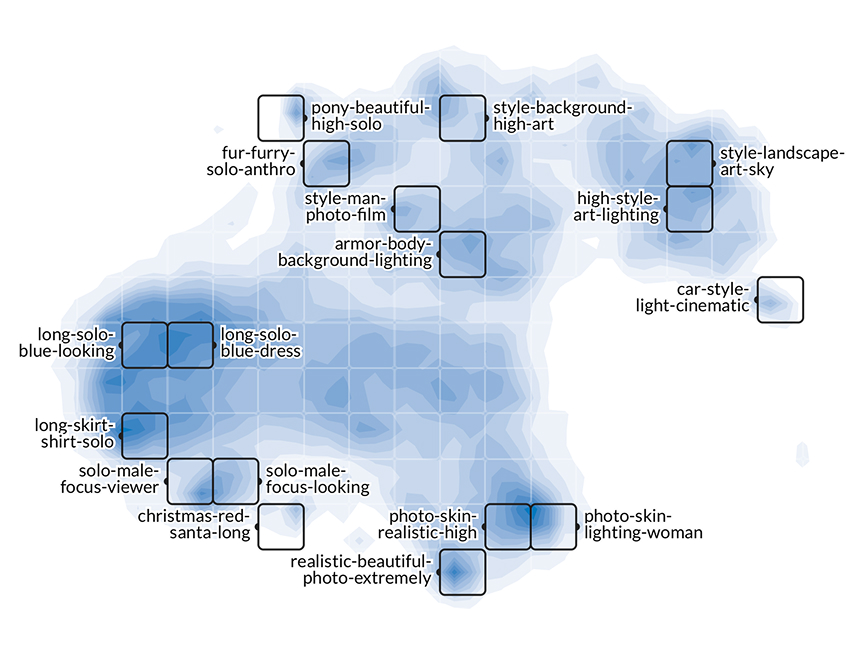 pony-beautiful-
high-solo
style-background-
high-art
fur-furry-
solo-anthro
style-landscape-
art-sky
style-man-
photo-film
high-style-
art-lighting
armor-body-
background-lighting
car-style-
light-cinematic
long-solo-
blue-looking
long-solo-
blue-dress
long-skirt-
shirt-solo
solo-male-
focus-viewer
solo-male-
focus-looking
christmas-red-
santa-long
photo-skin-
realistic-high
photo-skin-
lighting-woman
realistic-beautiful-
photo-extremely